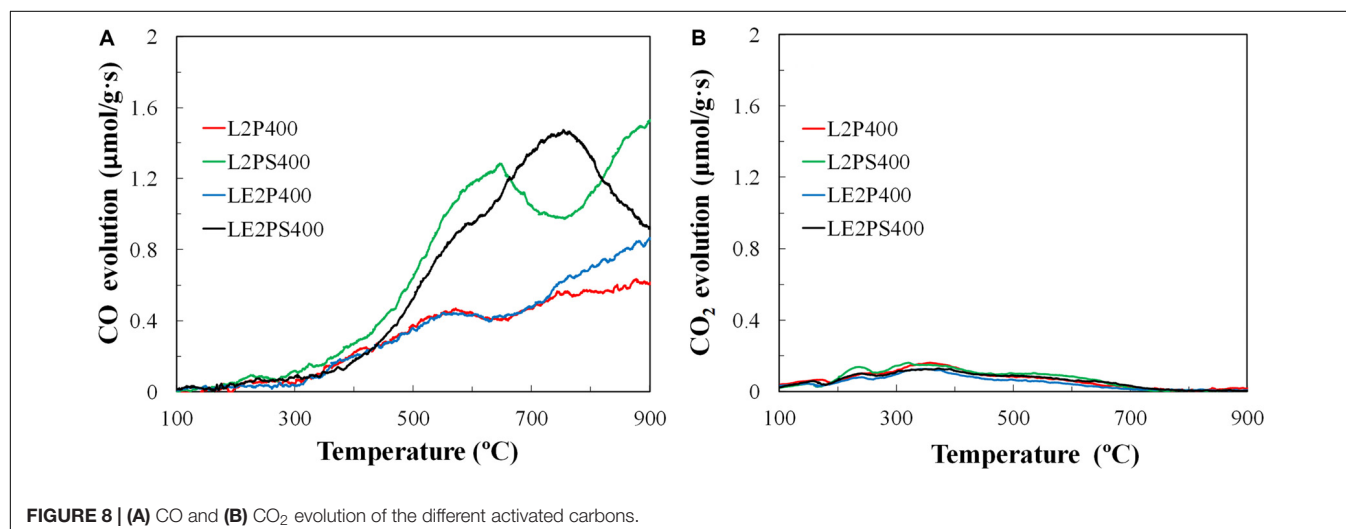 A
CO evolution (μmol/g·s)
2
1.6
1.2
0.8
0.4
0
L2P400
L2PS400
LE2P400
LE2PS400
100 300 500 700 900
Temperature (ºC)
B
CO₂ evolution (μmol/g·s)
2
1.6
1.2
0.8
0.4
0
L2P400
L2PS400
LE2P400
LE2PS400
100 300 500 700 900
Temperature (ºC)
FIGURE 8 | (A) CO and (B) CO₂ evolution of the different activated carbons.